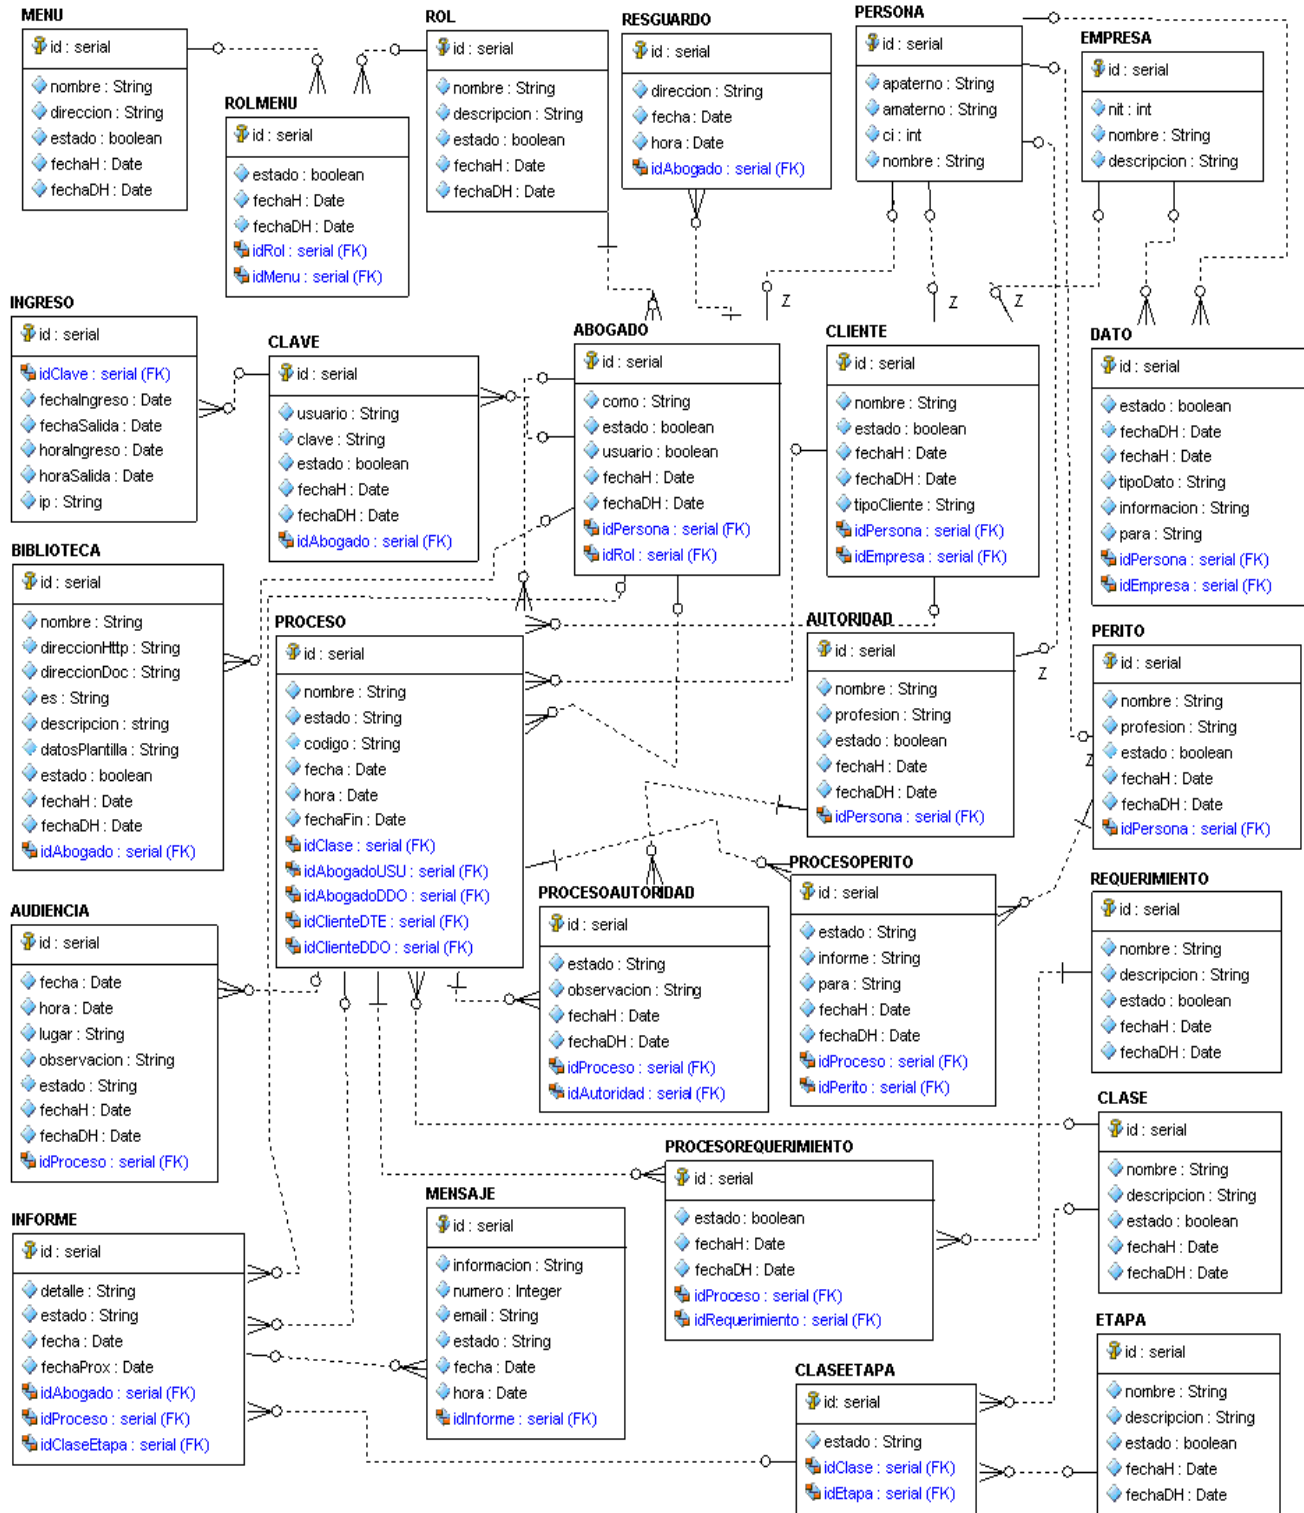 MENU
id : serial
nombre : String
direccion : String
estado : boolean
fechaH : Date
fechaDH : Date
ROL
id : serial
nombre : String
descripcion : String
estado : boolean
fechaH : Date
fechaDH : Date
ROLMENU
id : serial
estado : boolean
fechaH : Date
fechaDH : Date
idRol : serial (FK)
idMenu : serial (FK)
RESGUARDO
id : serial
direccion : String
fecha : Date
hora : Date
idAbogado : serial (FK)
PERSONA
id : serial
apaterno : String
amaterno : String
ci : int
nombre : String
EMPRESA
id : serial
nit : int
nombre : String
descripcion : String
Z
Z
Z
INGRESO
id : serial
idClave : serial (FK)
fechaIngreso : Date
fechaSalida : Date
horaIngreso : Date
horaSalida : Date
ip : String
CLAVE
id : serial
usuario : String
clave : String
estado : boolean
fechaH : Date
fechaDH : Date
idAbogado : serial (FK)
ABOGADO
id : serial
como : String
estado : boolean
usuario : boolean
fechaH : Date
fechaDH : Date
idPersona : serial (FK)
idRol : serial (FK)
CLIENTE
id : serial
nombre : String
estado : boolean
fechaH : Date
fechaDH : Date
tipoCliente : String
idPersona : serial (FK)
idEmpresa : serial (FK)
DATO
id : serial
estado : boolean
fechaDH : Date
fechaH : Date
tipoDato : String
informacion : String
para : String
idPersona : serial (FK)
idEmpresa : serial (FK)
BIBLIOTECA
id : serial
nombre : String
direccionHttp : String
direccionDoc : String
es : String
descripcion : string
datosPlantilla : String
estado : boolean
fechaH : Date
fechaDH : Date
idAbogado : serial (FK)
PROCESO
id : serial
nombre : String
estado : String
codigo : String
fecha : Date
hora : Date
fechaFin : Date
idClase : serial (FK)
idAbogadoUSU : serial (FK)
idAbogadoDDO : serial (FK)
idClienteDTE : serial (FK)
idClienteDDO : serial (FK)
AUTORIDAD
id : serial
nombre : String
profesion : String
estado : boolean
fechaH : Date
fechaDH : Date
idPersona : serial (FK)
Z
PERITO
id : serial
nombre : String
profesion : String
estado : boolean
fechaH : Date
fechaDH : Date
idPersona : serial (FK)
Z
PROCESOAUTORIDAD
id : serial
estado : String
observacion : String
fechaH : Date
fechaDH : Date
idProceso : serial (FK)
idAutoridad : serial (FK)
PROCESOPERITO
id : serial
estado : String
informe : String
para : String
fechaH : Date
fechaDH : Date
idProceso : serial (FK)
idPerito : serial (FK)
REQUERIMIENTO
id : serial
nombre : String
descripcion : String
estado : boolean
fechaH : Date
fechaDH : Date
AUDIENCIA
id : serial
fecha : Date
hora : Date
lugar : String
observacion : String
estado : String
fechaH : Date
fechaDH : Date
idProceso : serial (FK)
CLASE
id : serial
nombre : String
descripcion : String
estado : boolean
fechaH : Date
fechaDH : Date
PROCESOREQUERIMIENTO
id : serial
estado : boolean
fechaH : Date
fechaDH : Date
idProceso : serial (FK)
idRequerimiento : serial (FK)
MENSAJE
id : serial
informacion : String
numero : Integer
email : String
estado : String
fecha : Date
hora : Date
idInforme : serial (FK)
INFORME
id : serial
detalle : String
estado : String
fecha : Date
fechaProx : Date
idAbogado : serial (FK)
idProceso : serial (FK)
idClaseEtapa : serial (FK)
CLASEETAPA
id: serial
estado : String
idClase : serial (FK)
idEtapa : serial (FK)
ETAPA
id : serial
nombre : String
descripcion : String
estado : boolean
fechaH : Date
fechaDH : Date